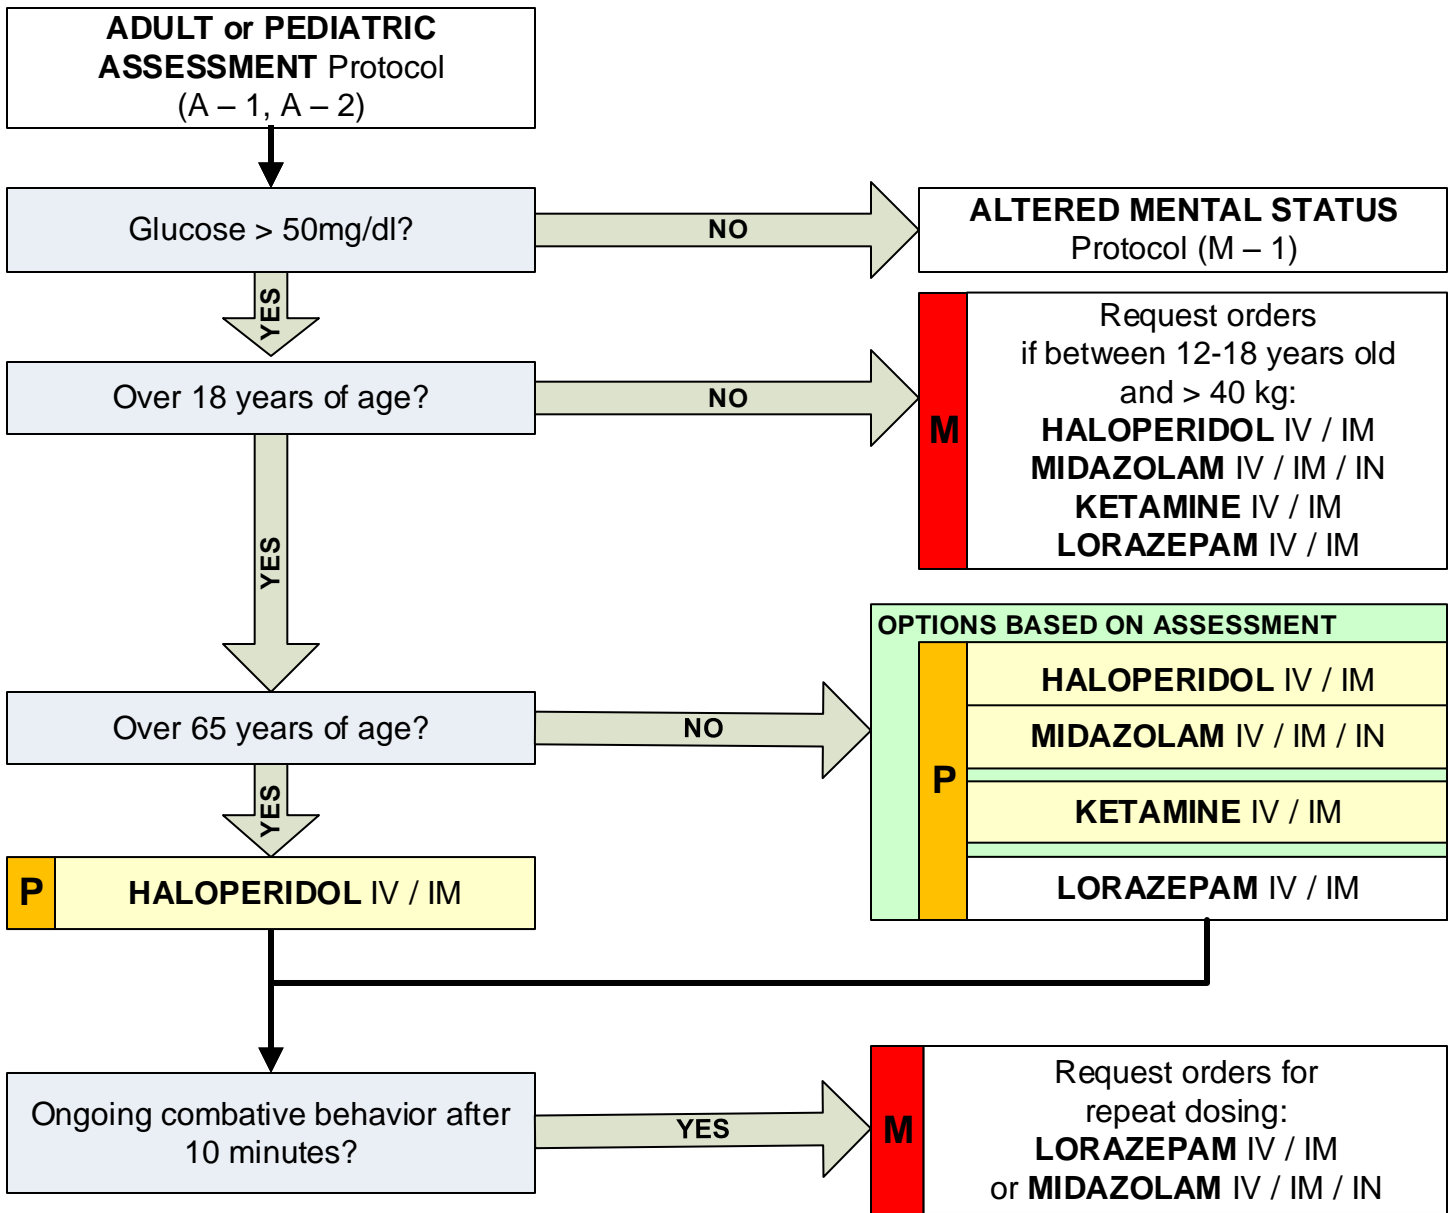 ADULT or PEDIATRIC
ASSESSMENT Protocol
(A – 1, A – 2)
Glucose > 50mg/dl?
NO
ALTERED MENTAL STATUS
Protocol (M – 1)
YES
Over 18 years of age?
NO
M
Request orders
if between 12-18 years old
and > 40 kg:
HALOPERIDOL IV / IM
MIDAZOLAM IV / IM / IN
KETAMINE IV / IM
LORAZEPAM IV / IM
YES
Over 65 years of age?
NO
OPTIONS BASED ON ASSESSMENT
P
HALOPERIDOL IV / IM
MIDAZOLAM IV / IM / IN
KETAMINE IV / IM
LORAZEPAM IV / IM
YES
P
HALOPERIDOL IV / IM
Ongoing combative behavior after
10 minutes?
YES
M
Request orders for
repeat dosing:
LORAZEPAM IV / IM
or MIDAZOLAM IV / IM / IN